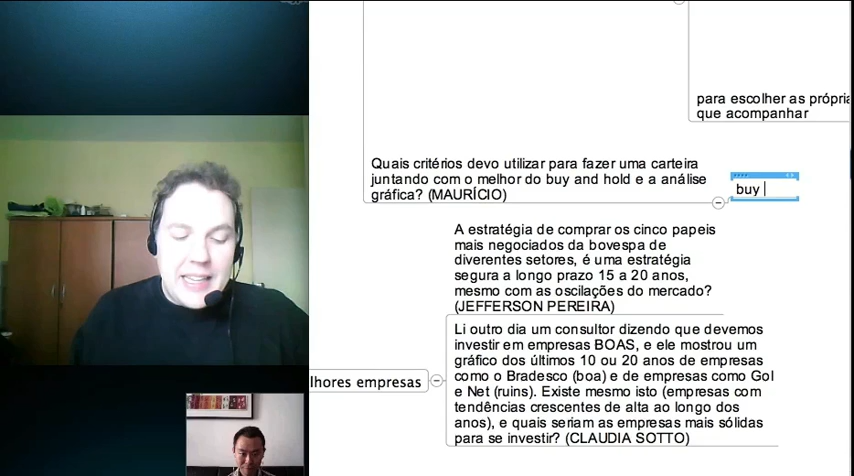 para escolher as própria
que acompanhar
Quais critérios devo utilizar para fazer uma carteira
juntando com o melhor do buy and hold e a análise
gráfica? (MAURÍCIO)
buy
A estratégia de comprar os cinco papeis
mais negociados da bovespa de
diverentes setores, é uma estratégia
segura a longo prazo 15 a 20 anos,
mesmo com as oscilações do mercado?
(JEFFERSON PEREIRA)
Li outro dia um consultor dizendo que devemos
investir em empresas BOAS, e ele mostrou um
gráfico dos últimos 10 ou 20 anos de empresas
como o Bradesco (boa) e de empresas como Gol
e Net (ruins). Existe mesmo isto (empresas com
tendências crescentes de alta ao longo dos
anos), e quais seriam as empresas mais sólidas
para se investir? (CLAUDIA SOTTO)
lhores empresas